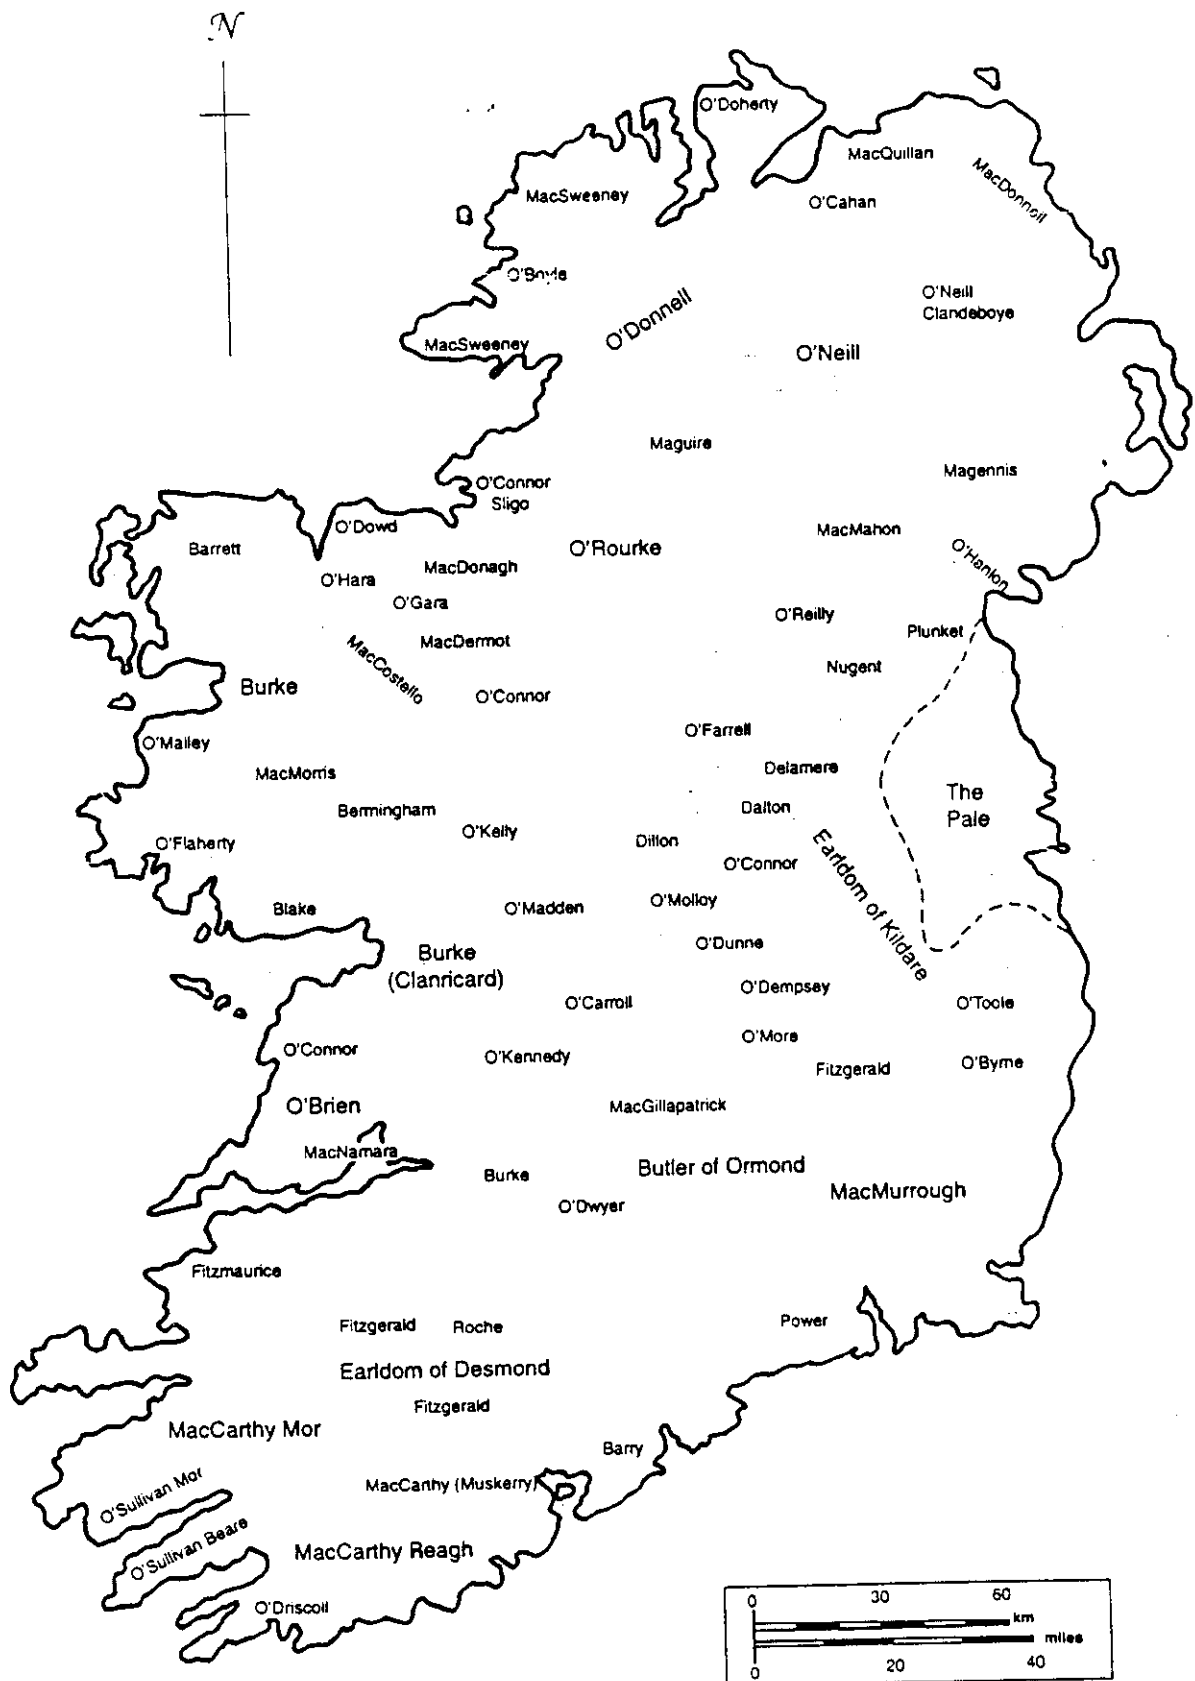 N
O'Doherty
MacQuillan
MacDonnell
MacSweeney
O'Cahan
O'Boyle
O'Donnell
O'Neill
Clandeboye
MacSweeney
O'Neill
Maguire
Magennis
O'Connor
Sligo
O'Dowd
MacMahon
Barrett
O'Rourke
O'Hanlon
MacDonagh
O'Hara
O'Gara
O'Reilly
Plunket
MacDermot
MacCostello
Nugent
Burke
O'Connor
O'Farrell
O'Malley
Delamere
MacMorris
The
Pale
Bermingham
Dalton
O'Kelly
Dillon
O'Flaherty
O'Connor
Earldom of Kildare
O'Molloy
Blake
O'Madden
O'Dunne
Burke
(Clanricard)
O'Dempsey
O'Carroll
O'Toole
O'More
O'Connor
O'Kennedy
Fitzgerald
O'Byrne
O'Brien
MacGillapatrick
MacNamara
Burke
Butler of Ormond
MacMurrough
O'Dwyer
Fitzmaurice
Fitzgerald
Roche
Power
Earldom of Desmond
Fitzgerald
MacCarthy Mor
Barry
MacCarthy (Muskerry)
O'Sullivan Mor
O'Sullivan Beare
MacCarthy Reagh
O'Driscoll
0 30 60
km
miles
0 20 40